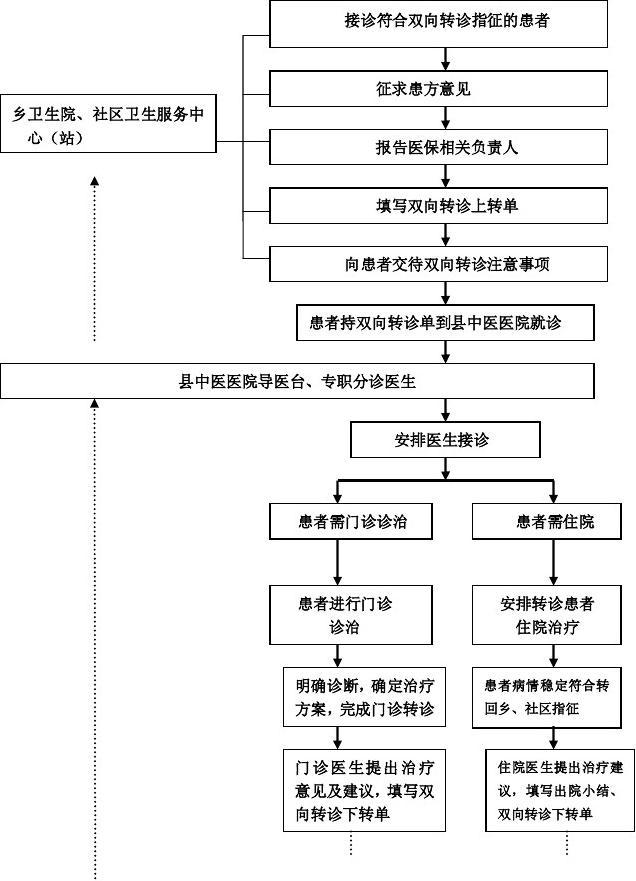 接诊符合双向转诊指征的患者
征求患方意见
乡卫生院、社区卫生服务中
心（站）
报告医保相关负责人
填写双向转诊上转单
向患者交待双向转诊注意事项
患者持双向转诊单到县中医医院就诊
县中医医院导医台、专职分诊医生
安排医生接诊
患者需门诊诊治
患者需住院
患者进行门诊
诊治
安排转诊患者
住院治疗
明确诊断，确定治疗
方案，完成门诊转诊
患者病情稳定符合转
回乡、社区指征
门诊医生提出治疗
意见及建议，填写双
向转诊下转单
住院医生提出治疗建
议，填写出院小结、
双向转诊下转单